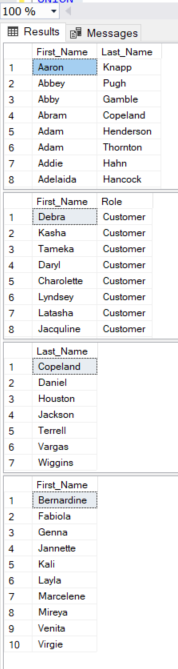 UNION
100 %
Results Messages
First_Name Last_Name
1 Aaron Knapp
2 Abbey Pugh
3 Abby Gamble
4 Abram Copeland
5 Adam Henderson
6 Adam Thornton
7 Addie Hahn
8 Adelaida Hancock
First_Name Role
1 Debra Customer
2 Kasha Customer
3 Tameka Customer
4 Daryl Customer
5 Charolette Customer
6 Lyndsey Customer
7 Latasha Customer
8 Jacquline Customer
Last_Name
1 Copeland
2 Daniel
3 Houston
4 Jackson
5 Terrell
6 Vargas
7 Wiggins
First_Name
1 Bernardine
2 Fabiola
3 Genna
4 Jannette
5 Kali
6 Layla
7 Marcelene
8 Mireya
9 Venita
10 Virgie